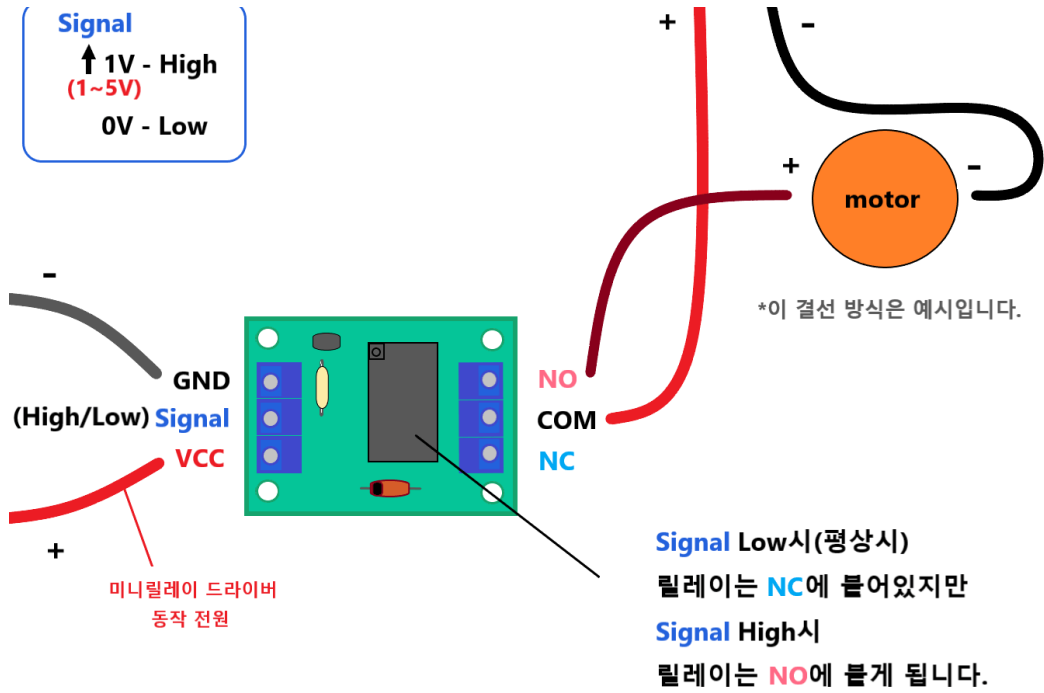 Signal
1V - High
(1~5V)
0V - Low
+
-
+
-
motor
*이 결선 방식은 예시입니다.
-
GND
(High/Low) Signal
VCC
+
미니릴레이 드라이버
동작 전원
NO
COM
NC
Signal Low시(평상시)
릴레이는 NC에 붙어있지만
Signal High시
릴레이는 NO에 붙게 됩니다.